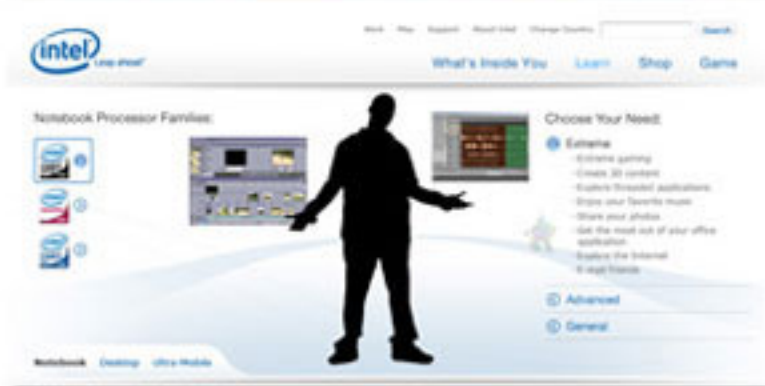 Work Play Support About Intel Change Country Search
intel
Leap ahead™
What's Inside You Learn Shop Game
Notebook Processor Families:
Choose Your Need:
Extreme
- Extreme gaming
- Create 3D content
- Explore threaded applications
- Enjoy your favorite music
- Share your photos
- Get the most out of your office
application
- Explore the Internet
- E-mail friends
Advanced
General
Notebook Desktop Ultra Mobile